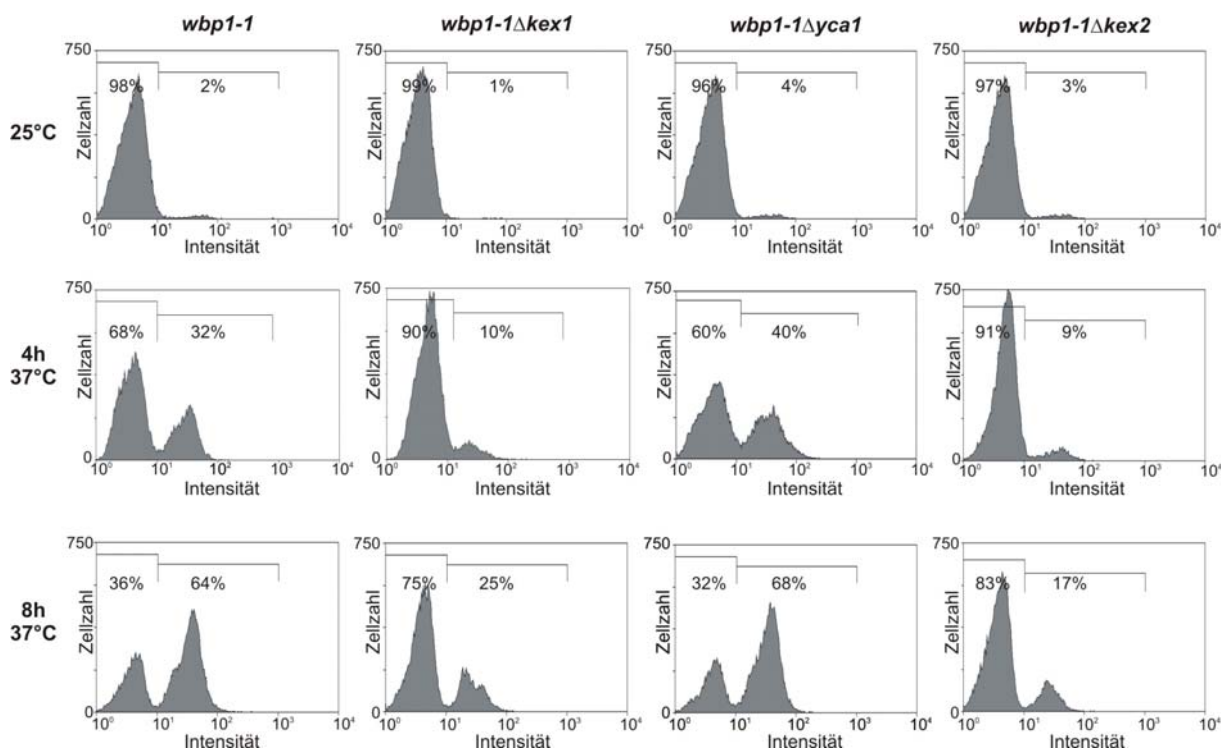 wbp1-1 wbp1-1Δkex1 wbp1-1Δyca1 wbp1-1Δkex2
25°C
750 750 750 750
98% 2% 99% 1% 96% 4% 97% 3%
Zellzahl Zellzahl Zellzahl Zellzahl
0 0 0 0
10⁰ 10¹ 10² 10³ 10⁴ 10⁰ 10¹ 10² 10³ 10⁴ 10⁰ 10¹ 10² 10³ 10⁴ 10⁰ 10¹ 10² 10³ 10⁴
Intensität Intensität Intensität Intensität
4h
37°C
750 750 750 750
68% 32% 90% 10% 60% 40% 91% 9%
Zellzahl Zellzahl Zellzahl Zellzahl
0 0 0 0
10⁰ 10¹ 10² 10³ 10⁴ 10⁰ 10¹ 10² 10³ 10⁴ 10⁰ 10¹ 10² 10³ 10⁴ 10⁰ 10¹ 10² 10³ 10⁴
Intensität Intensität Intensität Intensität
8h
37°C
750 750 750 750
36% 64% 75% 25% 32% 68% 83% 17%
Zellzahl Zellzahl Zellzahl Zellzahl
0 0 0 0
10⁰ 10¹ 10² 10³ 10⁴ 10⁰ 10¹ 10² 10³ 10⁴ 10⁰ 10¹ 10² 10³ 10⁴ 10⁰ 10¹ 10² 10³ 10⁴
Intensität Intensität Intensität Intensität